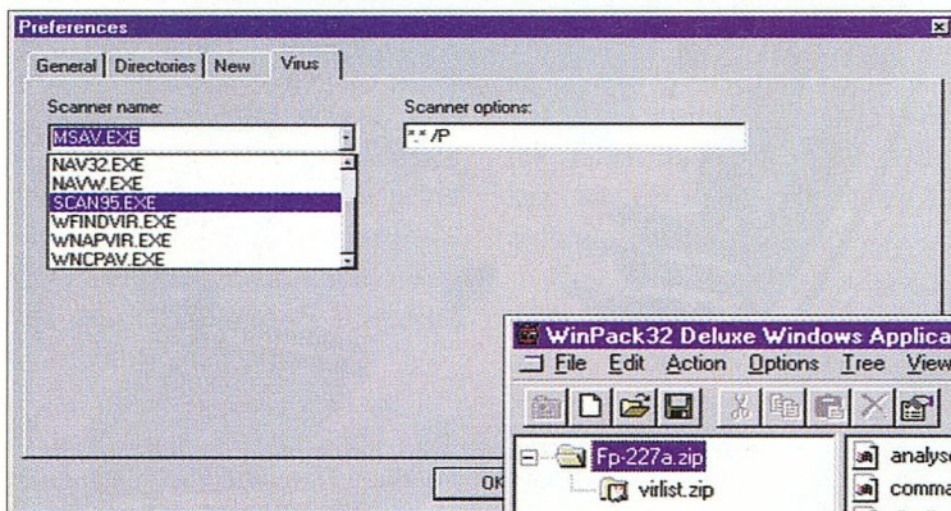 Preferences
General Directories New Virus
Scanner name:
Scanner options:
MSAV.EXE
*.* /P
NAV32.EXE
NAVW.EXE
SCAN95.EXE
WFINDVIR.EXE
WNAPVIR.EXE
WNCPAV.EXE
OK
WinPack32 Deluxe Windows Applica
File Edit Action Options Tree View
Fp-227a.zip
virlist.zip
analyse
comma